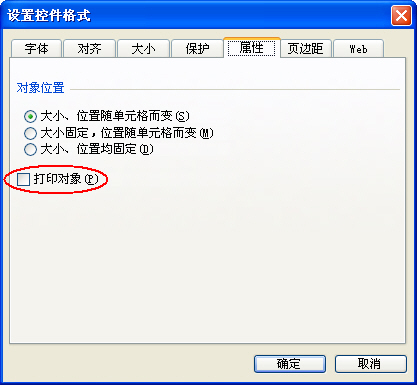 设置控件格式
字体 对齐 大小 保护 属性 页边距 Web
对象位置
大小、位置随单元格而变(S)
大小固定，位置随单元格而变(M)
大小、位置均固定(D)
打印对象(P)
确定 取消